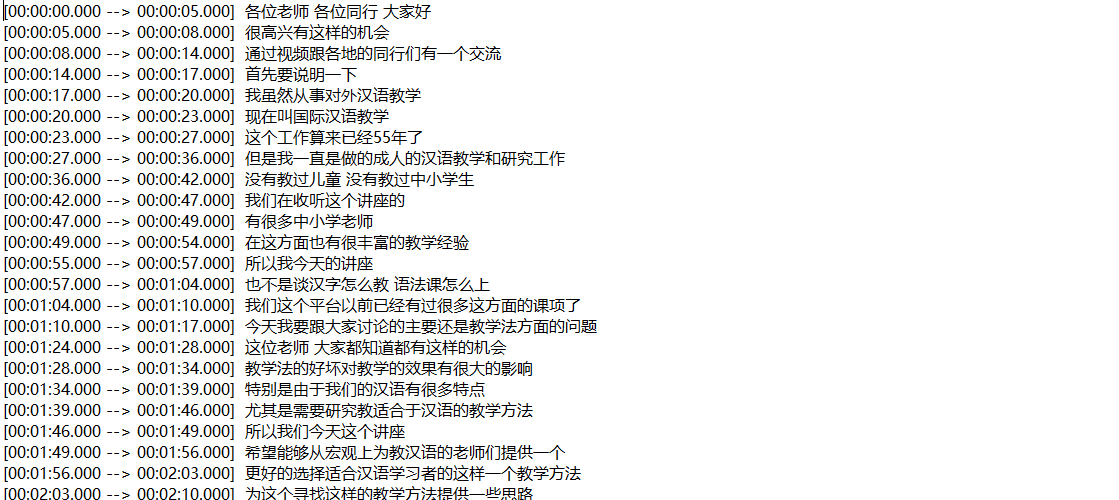 [00:00:00.000 --> 00:00:05.000] 各位老师 各位同行 大家好
[00:00:05.000 --> 00:00:08.000] 很高兴有这样的机会
[00:00:08.000 --> 00:00:14.000] 通过视频跟各地的同行们有一个交流
[00:00:14.000 --> 00:00:17.000] 首先要说明一下
[00:00:17.000 --> 00:00:20.000] 我虽然从事对外汉语教学
[00:00:20.000 --> 00:00:23.000] 现在叫国际汉语教学
[00:00:23.000 --> 00:00:27.000] 这个工作算来已经55年了
[00:00:27.000 --> 00:00:36.000] 但是我一直是做的成人的汉语教学和研究工作
[00:00:36.000 --> 00:00:42.000] 没有教过儿童 没有教过中小学生
[00:00:42.000 --> 00:00:47.000] 我们在收听这个讲座的
[00:00:47.000 --> 00:00:49.000] 有很多中小学老师
[00:00:49.000 --> 00:00:54.000] 在这方面也有很丰富的教学经验
[00:00:55.000 --> 00:00:57.000] 所以我今天的讲座
[00:00:57.000 --> 00:01:04.000] 也不是谈汉字怎么教 语法课怎么上
[00:01:04.000 --> 00:01:10.000] 我们这个平台以前已经有过很多这方面的课项了
[00:01:10.000 --> 00:01:17.000] 今天我要跟大家讨论的主要还是教学法方面的问题
[00:01:24.000 --> 00:01:28.000] 这位老师 大家都知道都有这样的机会
[00:01:28.000 --> 00:01:34.000] 教学法的好坏对教学的效果有很大的影响
[00:01:34.000 --> 00:01:39.000] 特别是由于我们的汉语有很多特点
[00:01:39.000 --> 00:01:46.000] 尤其是需要研究教适合于汉语的教学方法
[00:01:46.000 --> 00:01:49.000] 所以我们今天这个讲座
[00:01:49.000 --> 00:01:56.000] 希望能够从宏观上为教汉语的老师们提供一个
[00:01:56.000 --> 00:02:03.000] 更好的选择适合汉语学习者的这样一个教学方法
[00:02:03.000 --> 00:02:10.000] 为这个寻找这样的教学方法提供一些思路